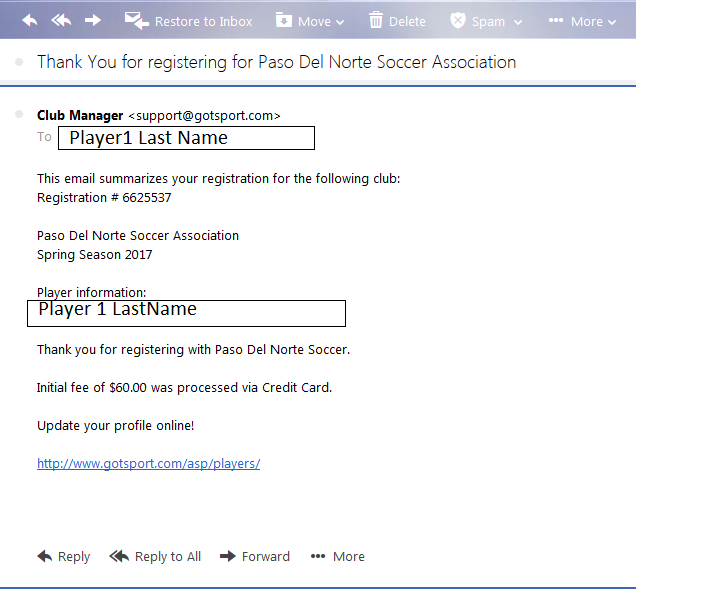 Restore to Inbox Move Delete Spam More
Thank You for registering for Paso Del Norte Soccer Association
Club Manager <support@gotsport.com>
To Player1 Last Name
This email summarizes your registration for the following club:
Registration # 6625537
Paso Del Norte Soccer Association
Spring Season 2017
Player information:
Player 1 LastName
Thank you for registering with Paso Del Norte Soccer.
Initial fee of $60.00 was processed via Credit Card.
Update your profile online!
http://www.gotsport.com/asp/players/
Reply Reply to All Forward More